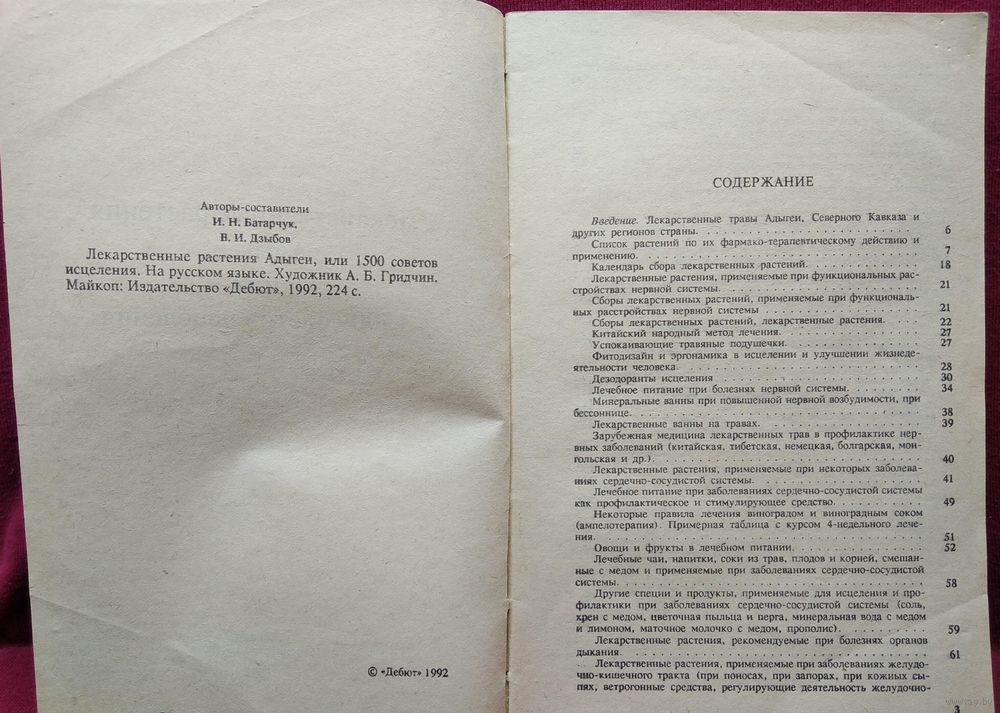 Авторы-составители
И. Н. Батарчук,
В. И. Дзыбов
Лекарственные растения Адыгеи, или 1500 советов
исцеления. На русском языке. Художник А. Б. Гридчин.
Майкоп: Издательство «Дебют», 1992, 224 с.
© «Дебют» 1992
СОДЕРЖАНИЕ
Введение. Лекарственные травы Адыгеи, Северного Кавказа и
других регионов страны. 6
Список растений по их фармако-терапевтическому действию и
применению. 7
Календарь сбора лекарственных растений. 18
Лекарственные растения, применяемые при функциональных рас-
стройствах нервной системы. 21
Сборы лекарственных растений, применяемые при функциональ-
ных расстройствах нервной системы 21
Сборы лекарственных растений, лекарственные растения. 22
Китайский народный метод лечения. 27
Успокаивающие травяные подушечки. 27
Фитодизайн и эргономика в исцелении и улучшении жизнеде-
ятельности человека 28
Дезодоранты исцеления 30
Лечебное питание при болезнях нервной системы. 34
Минеральные ванны при повышенной нервной возбудимости, при
бессоннице. 38
Лекарственные ванны на травах. 39
Зарубежная медицина лекарственных трав в профилактике нер-
вных заболеваний (китайская, тибетская, немецкая, болгарская, мон-
гольская и др.). 40
Лекарственные растения, применяемые при некоторых заболева-
ниях сердечно-сосудистой системы. 41
Лечебное питание при заболеваниях сердечно-сосудистой системы
как профилактическое и стимулирующее средство. 49
Некоторые правила лечения виноградом и виноградным соком
(ампелотерапия). Примерная таблица с курсом 4-недельного лече-
ния. 51
Овощи и фрукты в лечебном питании. 52
Лечебные чаи, напитки, соки из трав, плодов и корней, смешан-
ные с медом и применяемые при заболеваниях сердечно-сосудистой
системы. 58
Другие специи и продукты, применяемые для исцеления и про-
филактики при заболеваниях сердечно-сосудистой системы (соль,
хрен с медом, цветочная пыльца и перга, минеральная вода с медом
и лимоном, маточное молочко с медом, прополис). 59
Лекарственные растения, рекомендуемые при болезнях органов
дыхания. 61
Лекарственные растения, применяемые при заболеваниях желудо-
чно-кишечного тракта (при поносах, при запорах, при кожных сы-
пях, ветрогонные средства, регулирующие деятельность желудочно-
3